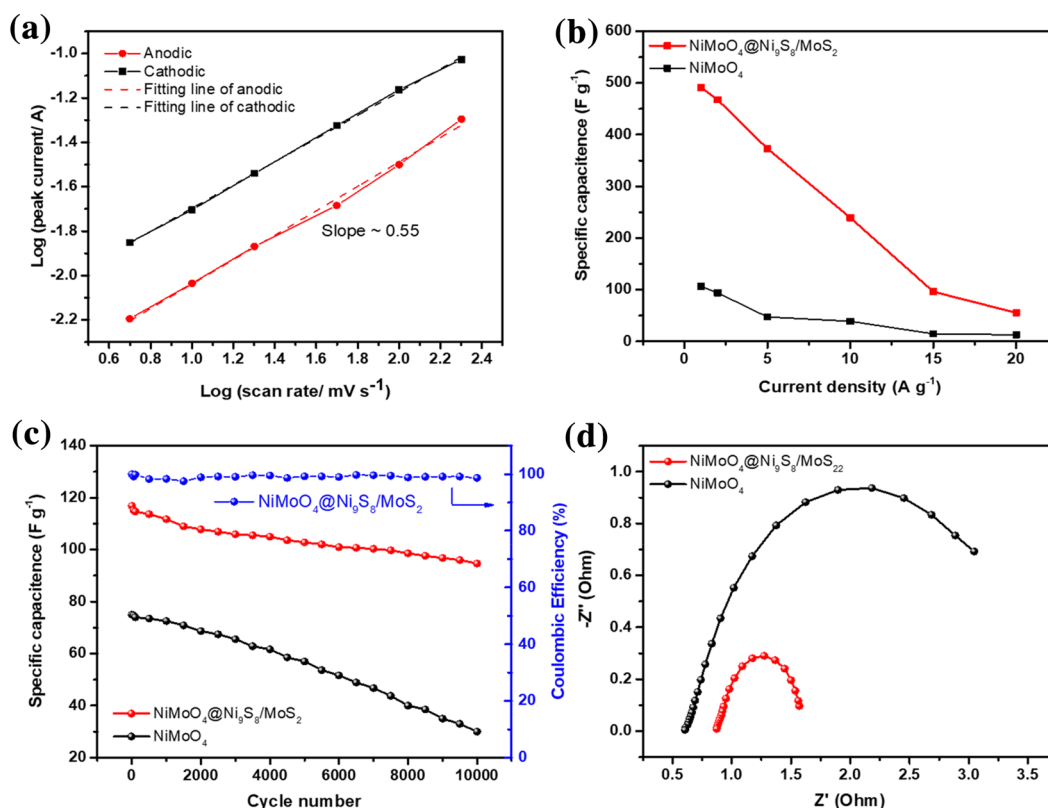 (a)
-1.0
-1.2
-1.4
-1.6
-1.8
-2.0
-2.2
Log (peak current/ A)
Anodic
Cathodic
Fitting line of anodic
Fitting line of cathodic
Slope ~ 0.55
0.6 0.8 1.0 1.2 1.4 1.6 1.8 2.0 2.2 2.4
Log (scan rate/ mV s⁻¹)
(b)
600
500
400
300
200
100
0
Specific capacitence (F g⁻¹)
NiMoO₄@Ni₉S₈/MoS₂
NiMoO₄
0 5 10 15 20
Current density (A g⁻¹)
(c)
140
120
100
80
60
40
20
Specific capacitence (F g⁻¹)
NiMoO₄@Ni₉S₈/MoS₂
NiMoO₄@Ni₉S₈/MoS₂
NiMoO₄
100
80
60
40
20
0
Coulombic Efficiency (%)
0 2000 4000 6000 8000 10000
Cycle number
(d)
1.0
0.8
0.6
0.4
0.2
0.0
-Z'' (Ohm)
NiMoO₄@Ni₉S₈/MoS₂₂
NiMoO₄
0.5 1.0 1.5 2.0 2.5 3.0 3.5
Z' (Ohm)